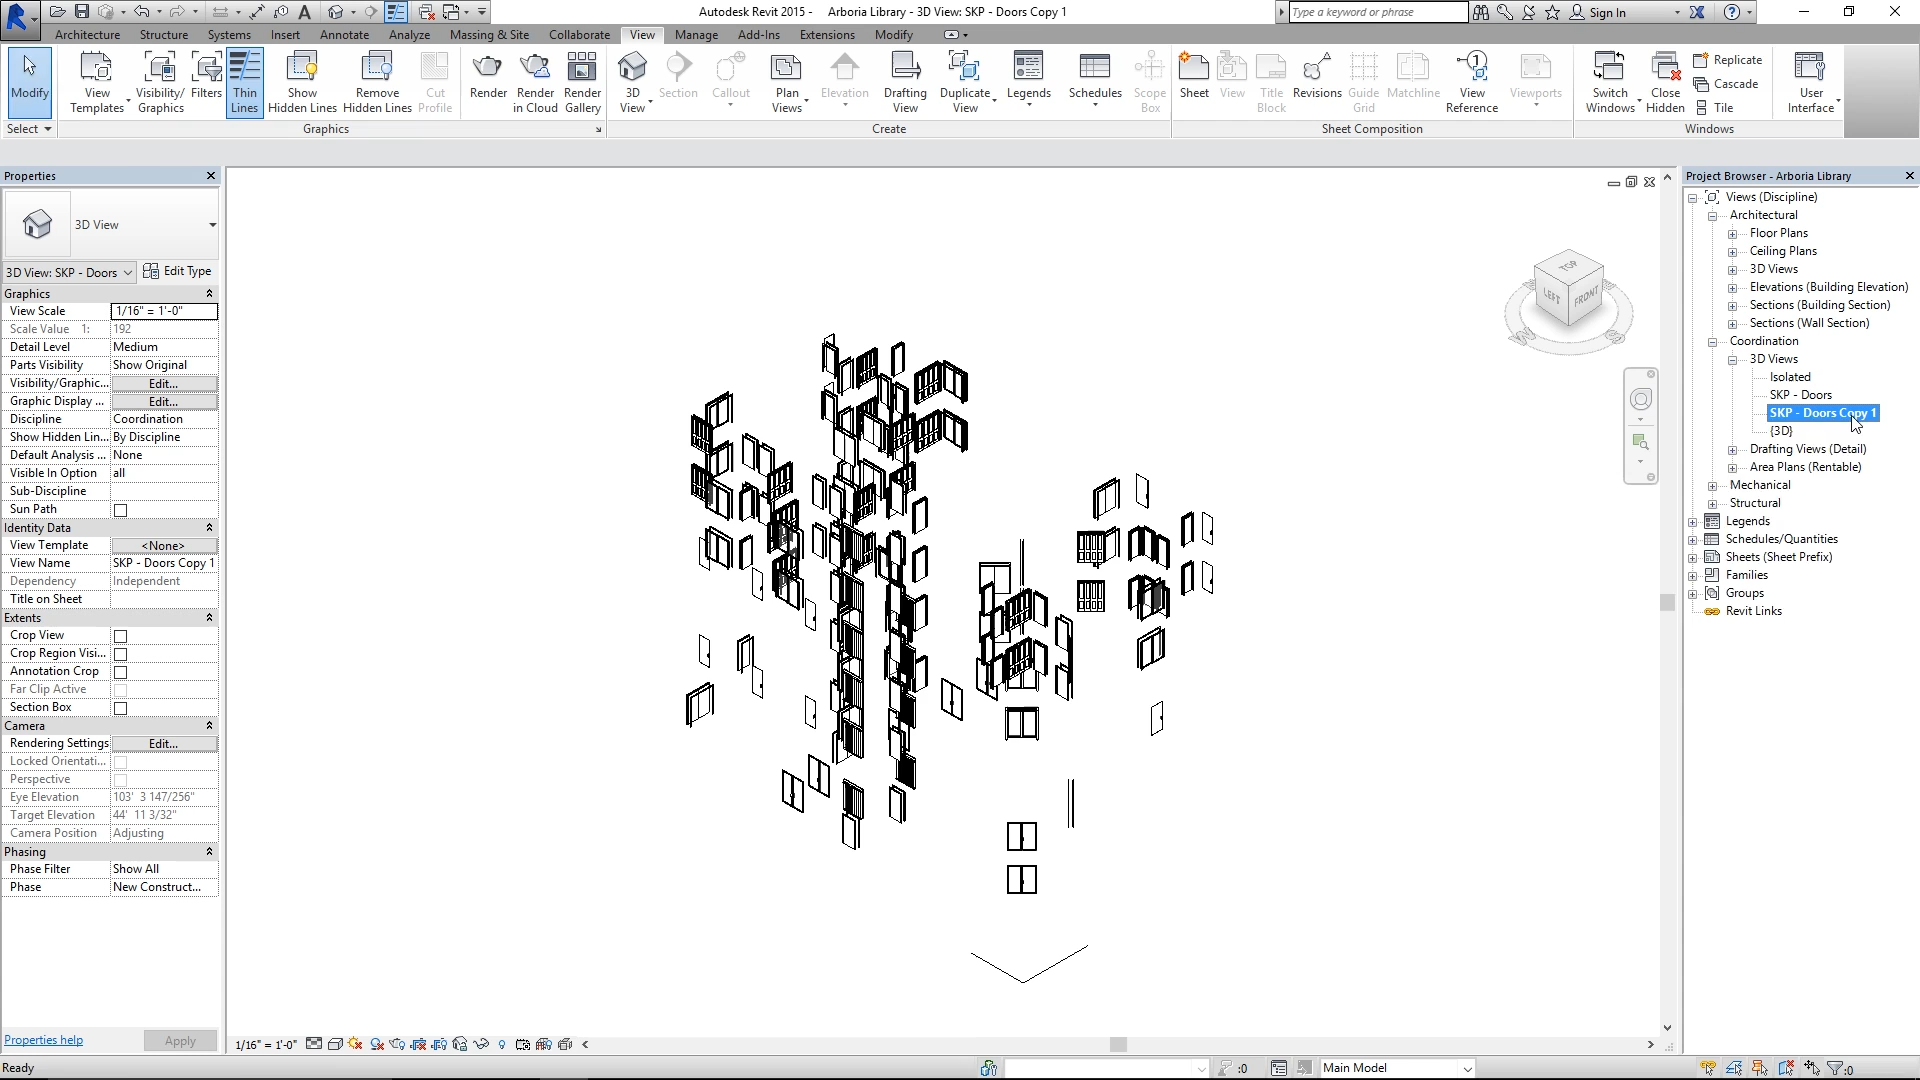 Autodesk Revit 2015 - Arboria Library - 3D View: SKP - Doors Copy 1
Type a keyword or phrase
Sign In
Architecture Structure Systems Insert Annotate Analyze Massing & Site Collaborate View Manage Add-Ins Extensions Modify
Modify
View Templates
Visibility/ Graphics
Filters
Thin Lines
Show Hidden Lines
Remove Hidden Lines
Cut Profile
Render
Render in Cloud
Render Gallery
3D View
Section
Callout
Plan Views
Elevation
Drafting View
Duplicate View
Legends
Schedules
Scope Box
Sheet
View
Title Block
Revisions
Guide Grid
Matchline
View Reference
Viewports
Switch Windows
Close Hidden
Replicate
Cascade
Tile
User Interface
Select Graphics Create Sheet Composition Windows
Properties
3D View
3D View: SKP - Doors
Edit Type
Graphics
View Scale 1/16" = 1'-0"
Scale Value 1: 192
Detail Level Medium
Parts Visibility Show Original
Visibility/Graphic... Edit...
Graphic Display ... Edit...
Discipline Coordination
Show Hidden Lin... By Discipline
Default Analysis ... None
Visible In Option all
Sub-Discipline
Sun Path
Identity Data
View Template <None>
View Name SKP - Doors Copy 1
Dependency Independent
Title on Sheet
Extents
Crop View
Crop Region Visi...
Annotation Crop
Far Clip Active
Section Box
Camera
Rendering Settings Edit...
Locked Orientati...
Perspective
Eye Elevation 103' 3 147/256"
Target Elevation 44' 11 3/32"
Camera Position Adjusting
Phasing
Phase Filter Show All
Phase New Construct...
Properties help
Apply
TOP
LEFT
FRONT
W
S
Project Browser - Arboria Library
Views (Discipline)
Architectural
Floor Plans
Ceiling Plans
3D Views
Elevations (Building Elevation)
Sections (Building Section)
Sections (Wall Section)
Coordination
3D Views
Isolated
SKP - Doors
SKP - Doors Copy 1
{3D}
Drafting Views (Detail)
Area Plans (Rentable)
Mechanical
Structural
Legends
Schedules/Quantities
Sheets (Sheet Prefix)
Families
Groups
Revit Links
1/16" = 1'-0"
Ready
:0
Main Model
:0